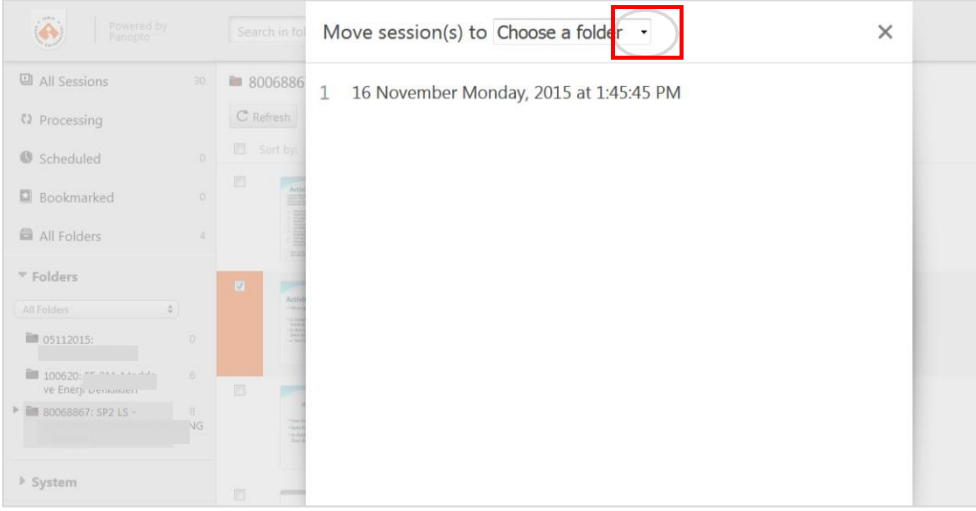 Powered by
Panopto
Search in fol
Move session(s) to Choose a folder
1 16 November Monday, 2015 at 1:45:45 PM
All Sessions 30
Processing
Scheduled 0
Bookmarked 0
All Folders 4
Folders
All Folders
05112015: 0
100620: 6
ve Enerji
80068867: SP2 LS - 8
NG
System
8006886
Refresh
Sort by: